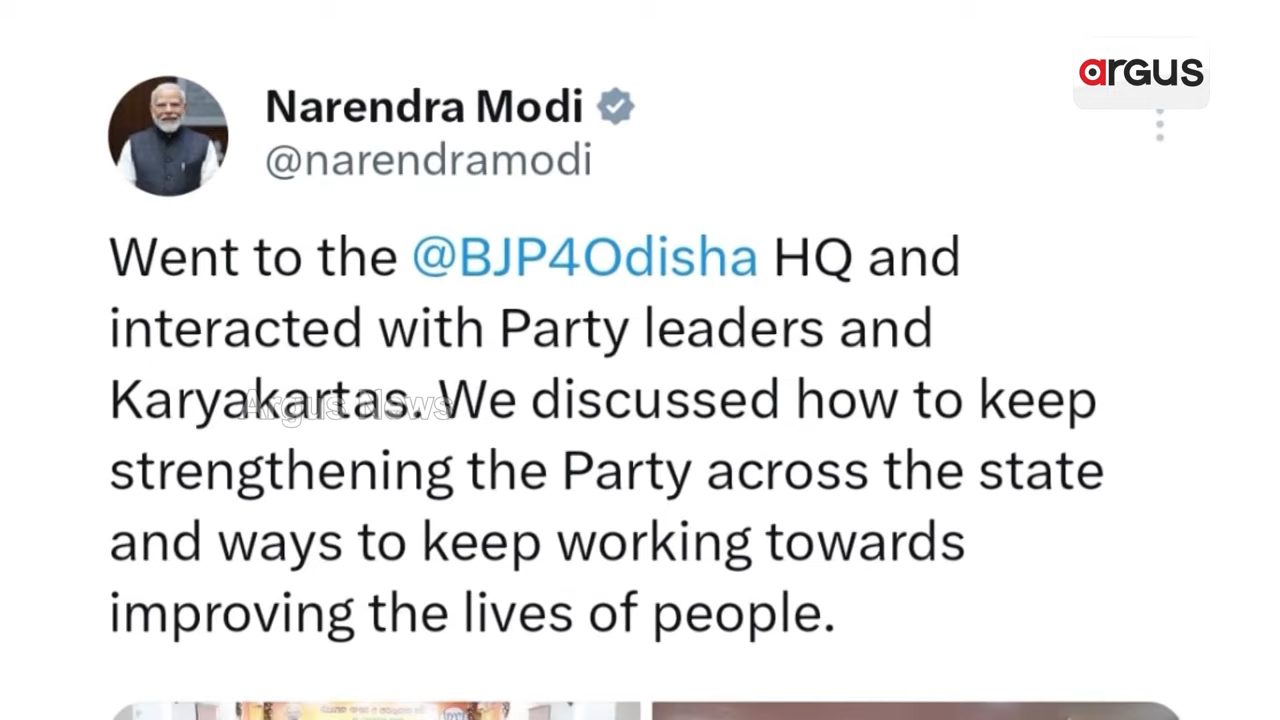 argus
Narendra Modi
@narendramodi
Went to the @BJP4Odisha HQ and
interacted with Party leaders and
Karyakartas. We discussed how to keep
Argus News
strengthening the Party across the state
and ways to keep working towards
improving the lives of people.